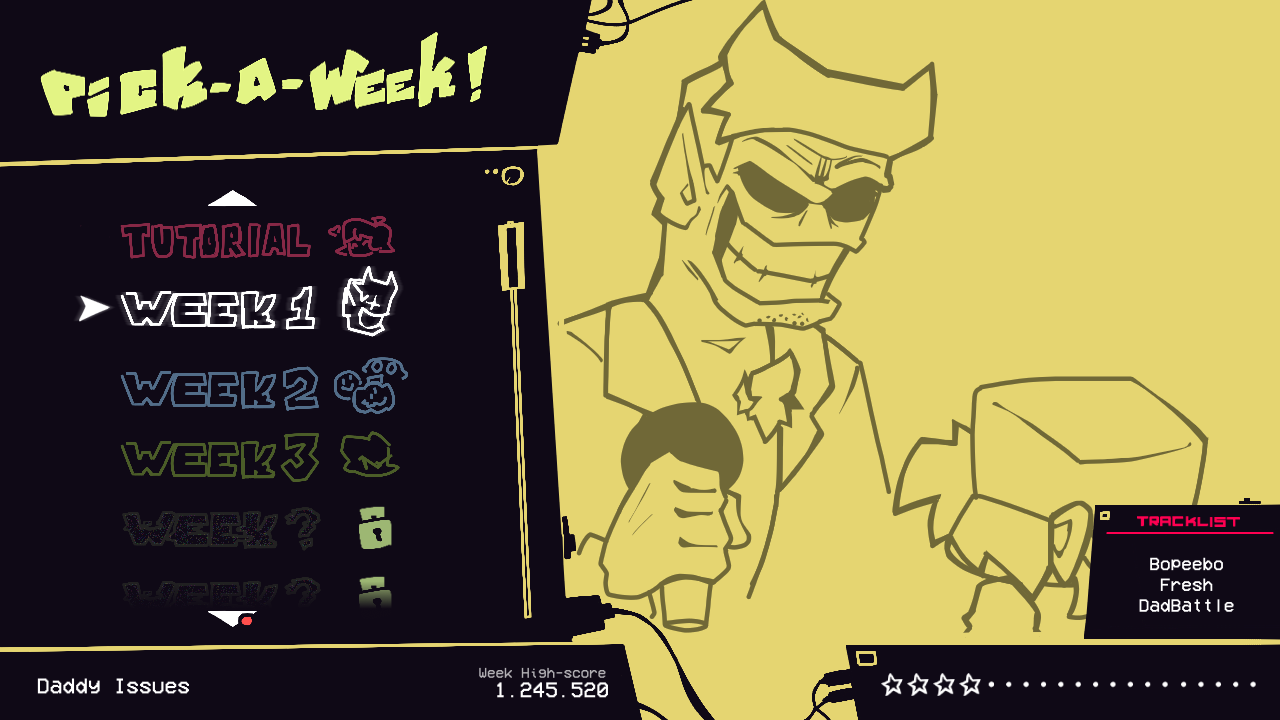 PiCK-A-WEEK!
TUTORIAL
WEEK 1
WEEK 2
WEEK 3
WEEK ?
WEEK ?
TRACKLIST
Bopeebo
Fresh
DadBattle
Daddy Issues
Week High-score
1.245.520